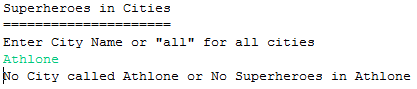 Superheroes in Cities
=====================
Enter City Name or "all" for all cities
Athlone
No City called Athlone or No Superheroes in Athlone